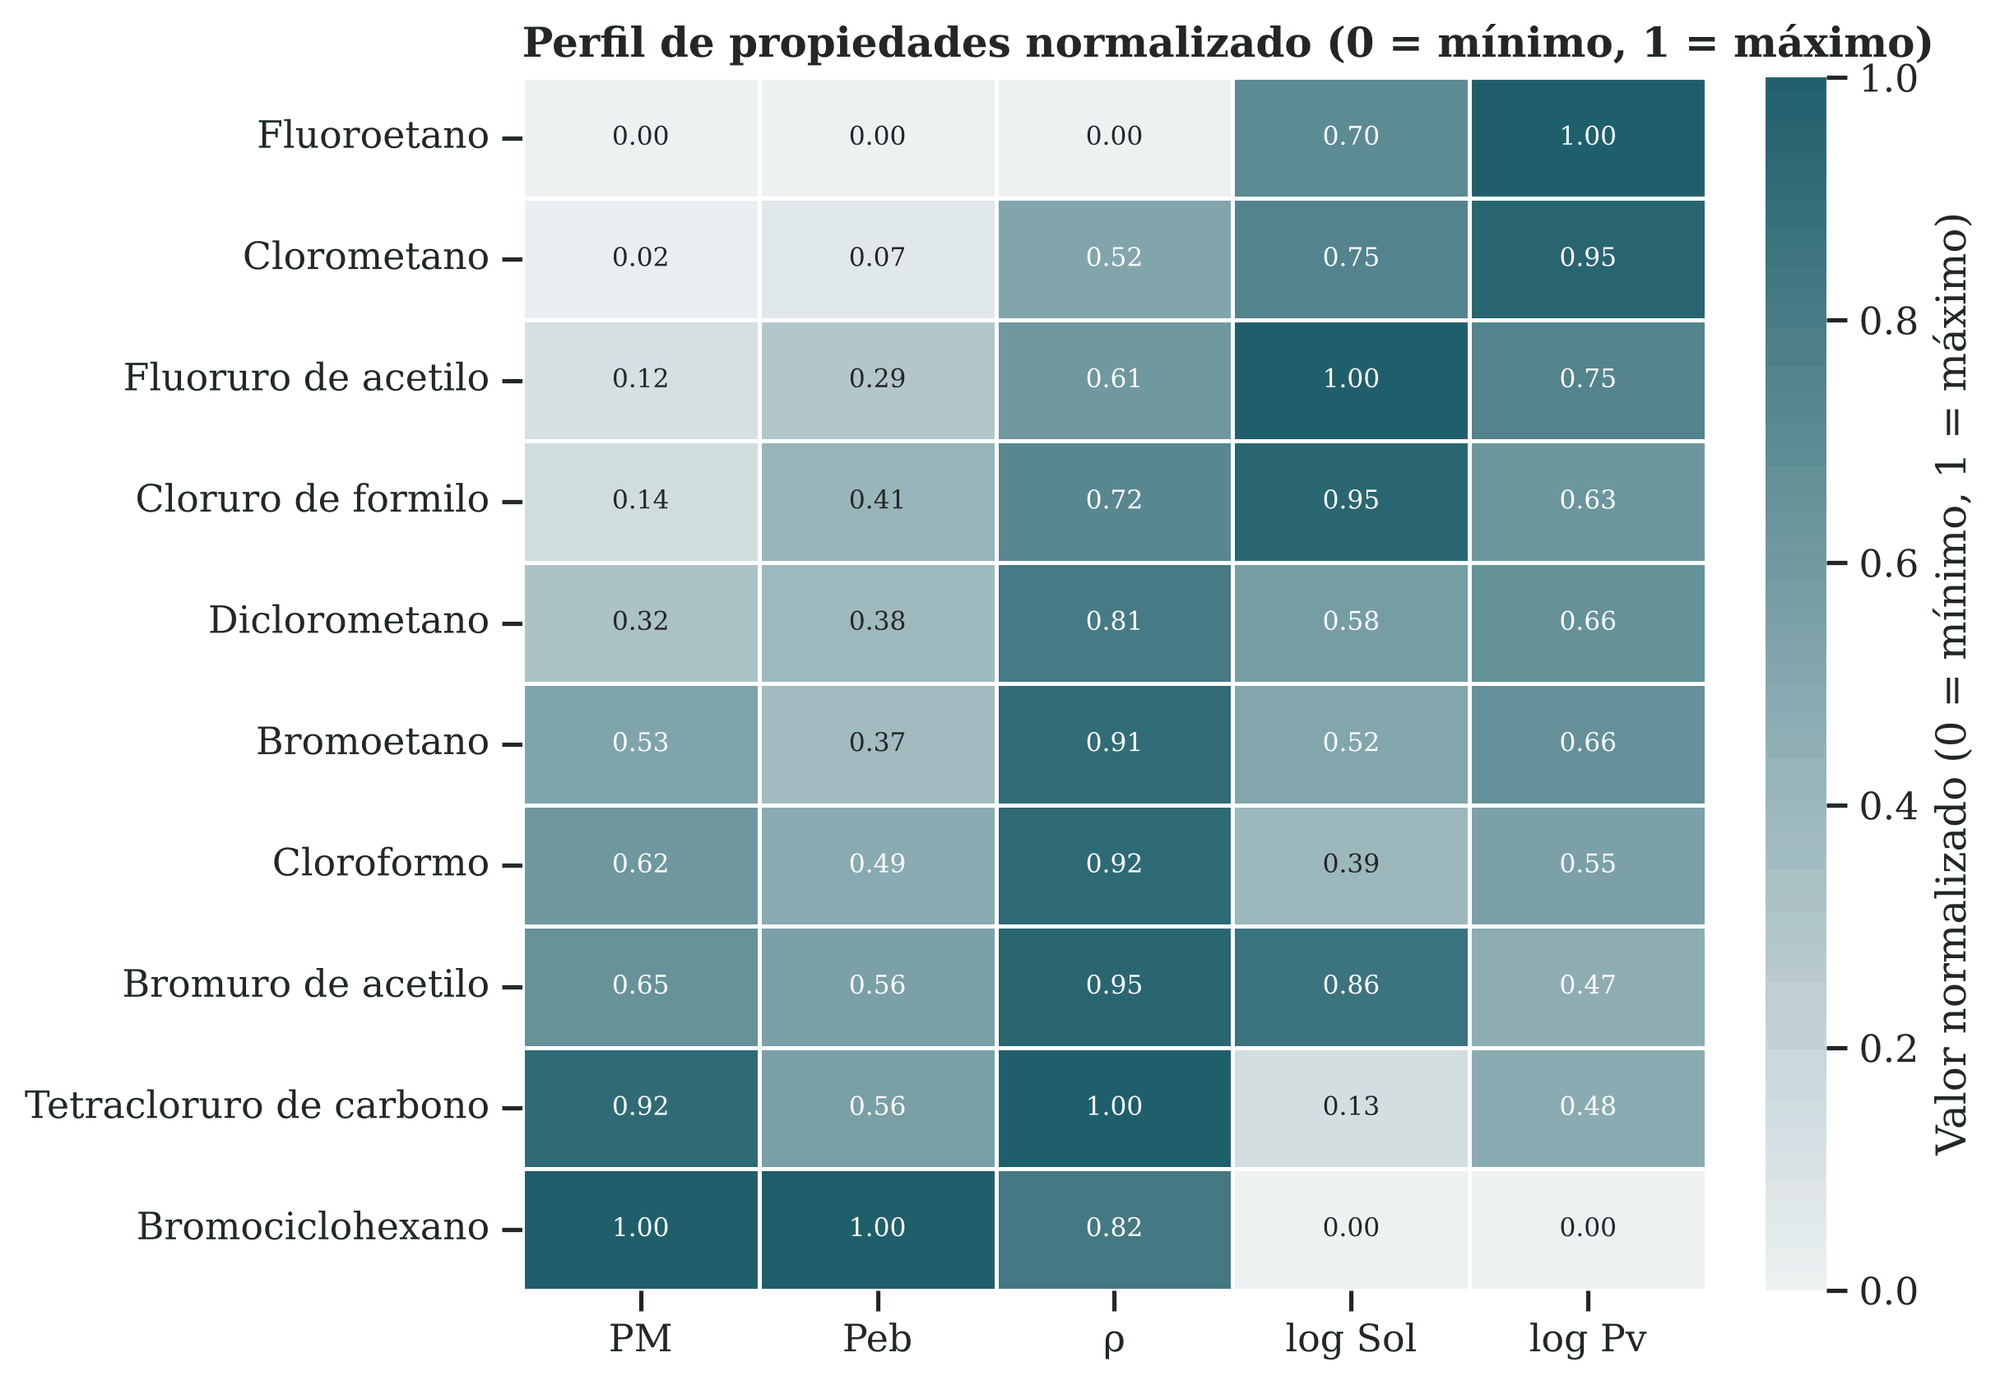 Perfil de propiedades normalizado (0 = mínimo, 1 = máximo)
Fluoroetano 0.00 0.00 0.00 0.70 1.00
Clorometano 0.02 0.07 0.52 0.75 0.95
Fluoruro de acetilo 0.12 0.29 0.61 1.00 0.75
Cloruro de formilo 0.14 0.41 0.72 0.95 0.63
Diclorometano 0.32 0.38 0.81 0.58 0.66
Bromoetano 0.53 0.37 0.91 0.52 0.66
Cloroformo 0.62 0.49 0.92 0.39 0.55
Bromuro de acetilo 0.65 0.56 0.95 0.86 0.47
Tetracloruro de carbono 0.92 0.56 1.00 0.13 0.48
Bromociclohexano 1.00 1.00 0.82 0.00 0.00
PM Peb ρ log Sol log Pv
1.0
0.8
0.6
0.4
0.2
0.0
Valor normalizado (0 = mínimo, 1 = máximo)